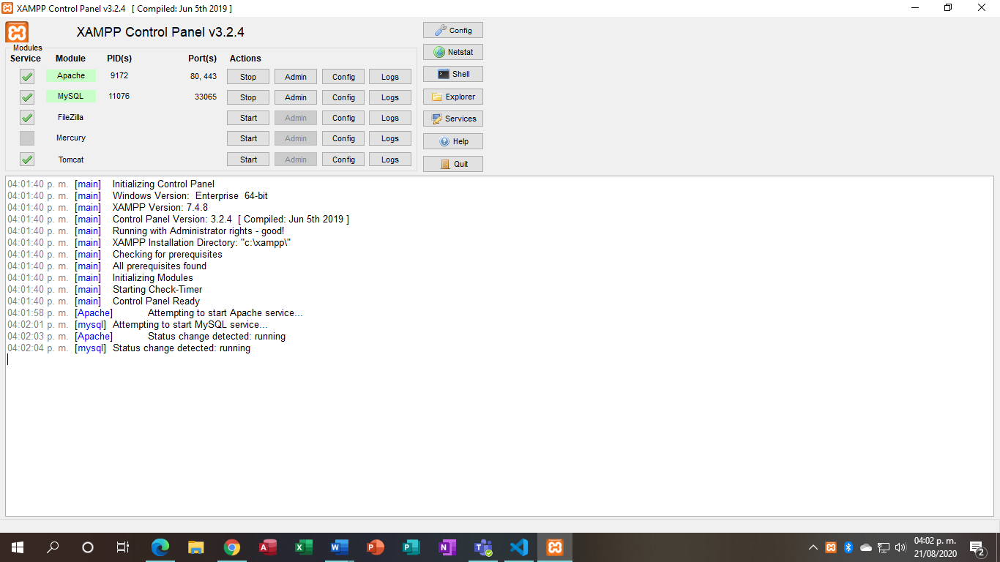 XAMPP Control Panel v3.2.4 [ Compiled: Jun 5th 2019 ]
XAMPP Control Panel v3.2.4
Config
Modules
Service Module PID(s) Port(s) Actions
Netstat
Apache 9172 80, 443 Stop Admin Config Logs
Shell
MySQL 11076 33065 Stop Admin Config Logs
Explorer
FileZilla Start Admin Config Logs
Services
Mercury Start Admin Config Logs
Help
Tomcat Start Admin Config Logs
Quit
04:01:40 p. m. [main] Initializing Control Panel
04:01:40 p. m. [main] Windows Version: Enterprise 64-bit
04:01:40 p. m. [main] XAMPP Version: 7.4.8
04:01:40 p. m. [main] Control Panel Version: 3.2.4 [ Compiled: Jun 5th 2019 ]
04:01:40 p. m. [main] Running with Administrator rights - good!
04:01:40 p. m. [main] XAMPP Installation Directory: "c:\xampp\"
04:01:40 p. m. [main] Checking for prerequisites
04:01:40 p. m. [main] All prerequisites found
04:01:40 p. m. [main] Initializing Modules
04:01:40 p. m. [main] Starting Check-Timer
04:01:40 p. m. [main] Control Panel Ready
04:01:58 p. m. [Apache] Attempting to start Apache service...
04:02:01 p. m. [mysql] Attempting to start MySQL service...
04:02:03 p. m. [Apache] Status change detected: running
04:02:04 p. m. [mysql] Status change detected: running
04:02 p. m.
21/08/2020
2